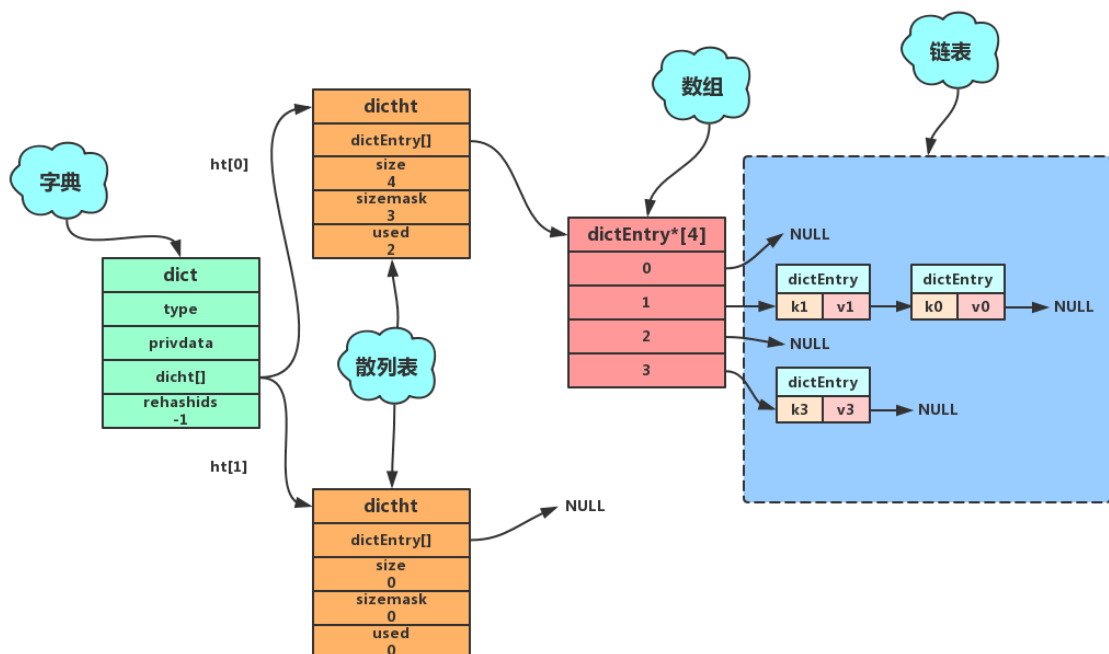 字典
dict
type
privdata
dicht[]
rehashids
-1
ht[0]
ht[1]
dictht
dictEntry[]
size
4
sizemask
3
used
2
散列表
dictht
dictEntry[]
size
0
sizemask
0
used
0
NULL
数组
dictEntry*[4]
0
1
2
3
链表
NULL
dictEntry
k1 v1
dictEntry
k0 v0
NULL
NULL
dictEntry
k3 v3
NULL